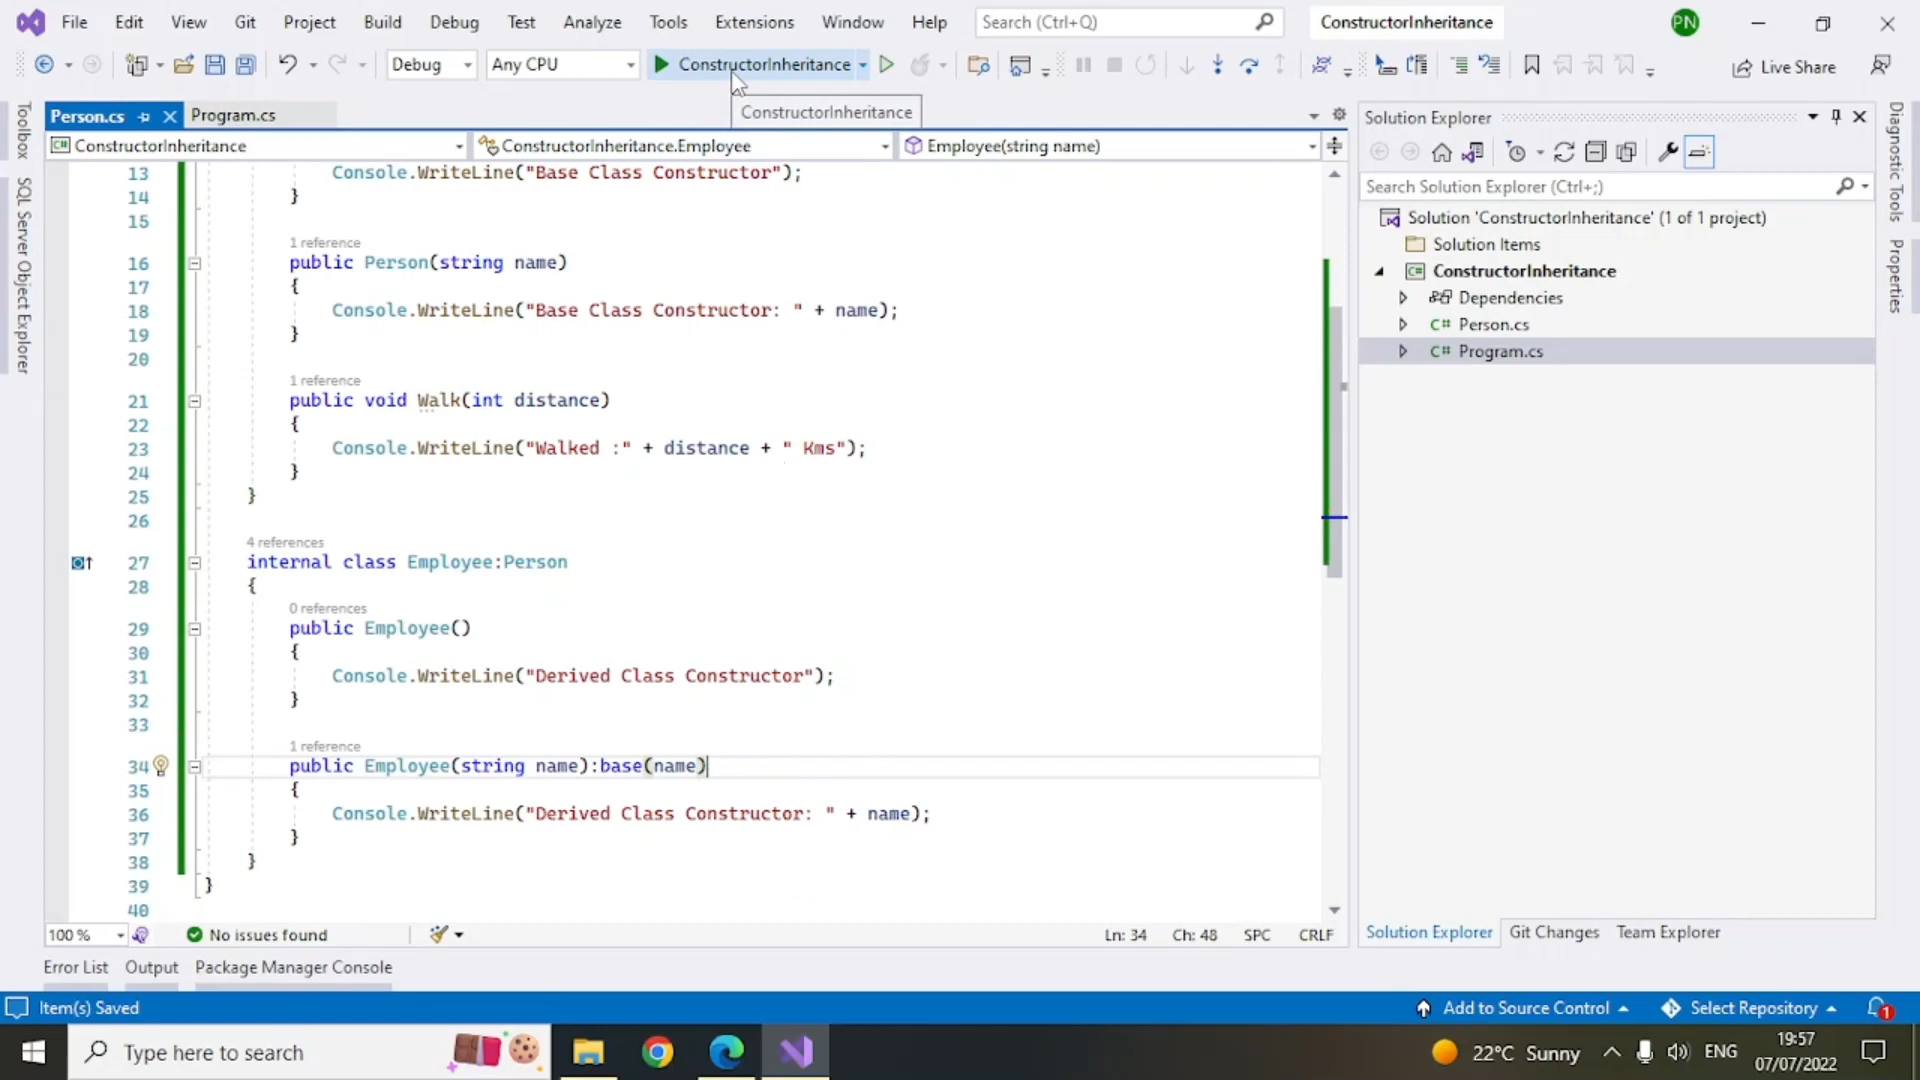 File Edit View Git Project Build Debug Test Analyze Tools Extensions Window Help Search (Ctrl+Q) ConstructorInheritance PN
Debug Any CPU ConstructorInheritance Live Share
Person.cs Program.cs
ConstructorInheritance
ConstructorInheritance ConstructorInheritance.Employee Employee(string name)
13 Console.WriteLine("Base Class Constructor");
14 }
15
1 reference
16 public Person(string name)
17 {
18 Console.WriteLine("Base Class Constructor: " + name);
19 }
20
1 reference
21 public void Walk(int distance)
22 {
23 Console.WriteLine("Walked :" + distance + " Kms");
24 }
25 }
26
4 references
27 internal class Employee:Person
28 {
0 references
29 public Employee()
30 {
31 Console.WriteLine("Derived Class Constructor");
32 }
33
1 reference
34 public Employee(string name):base(name)
35 {
36 Console.WriteLine("Derived Class Constructor: " + name);
37 }
38 }
39 }
40
100 % No issues found Ln: 34 Ch: 48 SPC CRLF
Error List Output Package Manager Console
Toolbox
SQL Server Object Explorer
Solution Explorer
Search Solution Explorer (Ctrl+;)
Solution 'ConstructorInheritance' (1 of 1 project)
Solution Items
C# ConstructorInheritance
Dependencies
C# Person.cs
C# Program.cs
Solution Explorer Git Changes Team Explorer
Diagnostic Tools
Properties
Item(s) Saved Add to Source Control Select Repository 1
Type here to search 22°C Sunny ENG 19:57
07/07/2022